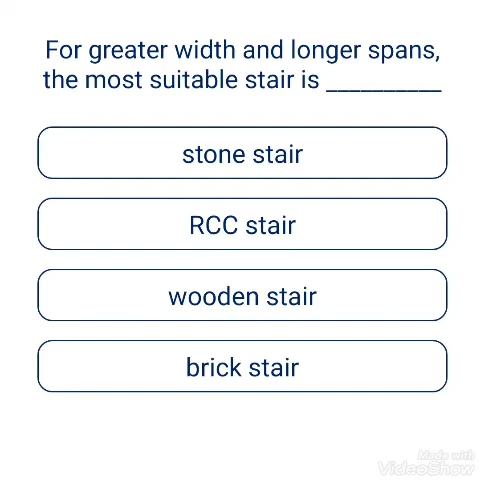 For greater width and longer spans,
the most suitable stair is __________
stone stair
RCC stair
wooden stair
brick stair
Made with
VideoShow